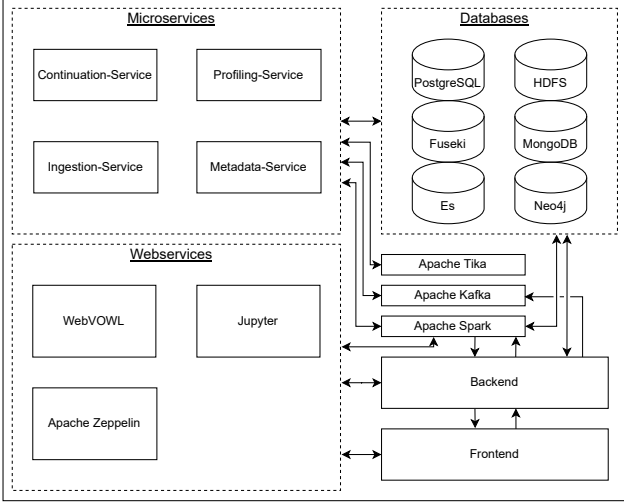 Microservices
Databases
Continuation-Service
Profiling-Service
PostgreSQL
HDFS
Fuseki
MongoDB
Ingestion-Service
Metadata-Service
Es
Neo4j
Webservices
Apache Tika
Apache Kafka
WebVOWL
Jupyter
Apache Spark
Backend
Apache Zeppelin
Frontend